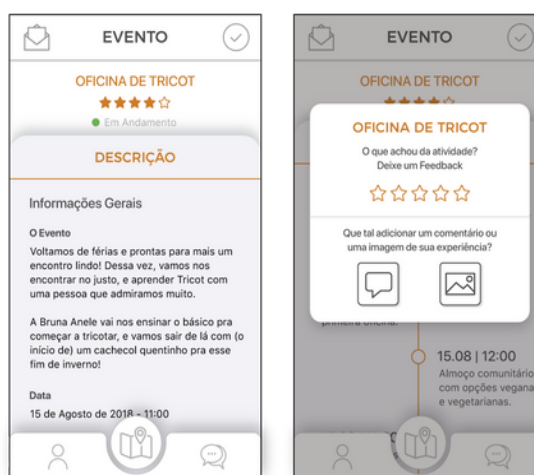 EVENTO
OFICINA DE TRICOT
Em Andamento
DESCRIÇÃO
Informações Gerais
O Evento
Voltamos de férias e prontas para mais um
encontro lindo! Dessa vez, vamos nos
encontrar no justo, e aprender Tricot com
uma pessoa que admiramos muito.
A Bruna Anele vai nos ensinar o básico pra
começar a tricotar, e vamos sair de lá com (o
início de) um cachecol quentinho pra esse
fim de inverno!
Data
15 de Agosto de 2018 - 11:00
EVENTO
OFICINA DE TRICOT
OFICINA DE TRICOT
O que achou da atividade?
Deixe um Feedback
Que tal adicionar um comentário ou
uma imagem de sua experiência?
primeira oficina.
15.08 | 12:00
Almoço comunitário
com opções vegana
e vegetarianas.